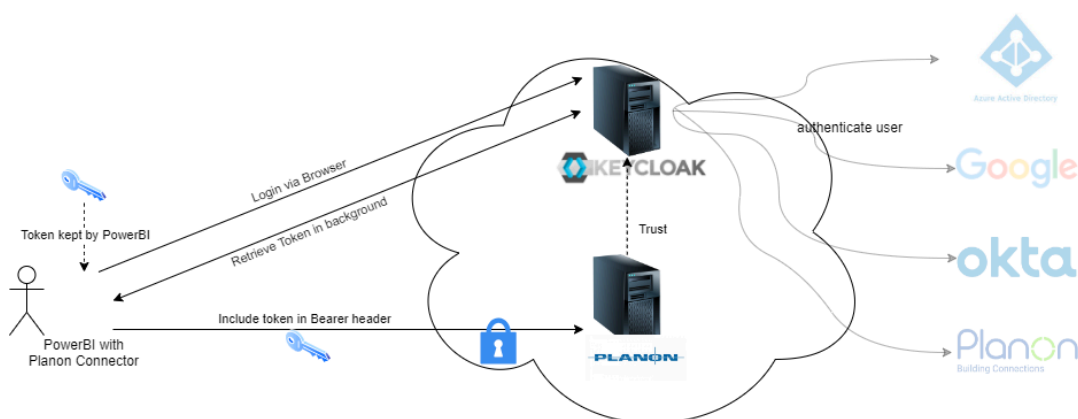 Azure Active Directory
authenticate user
Google
KEYCLOAK
Login via Browser
Retrieve Token in background
Token kept by PowerBI
Trust
okta
Include token in Bearer header
PowerBI with
Planon Connector
PLANON
Planon
Building Connections